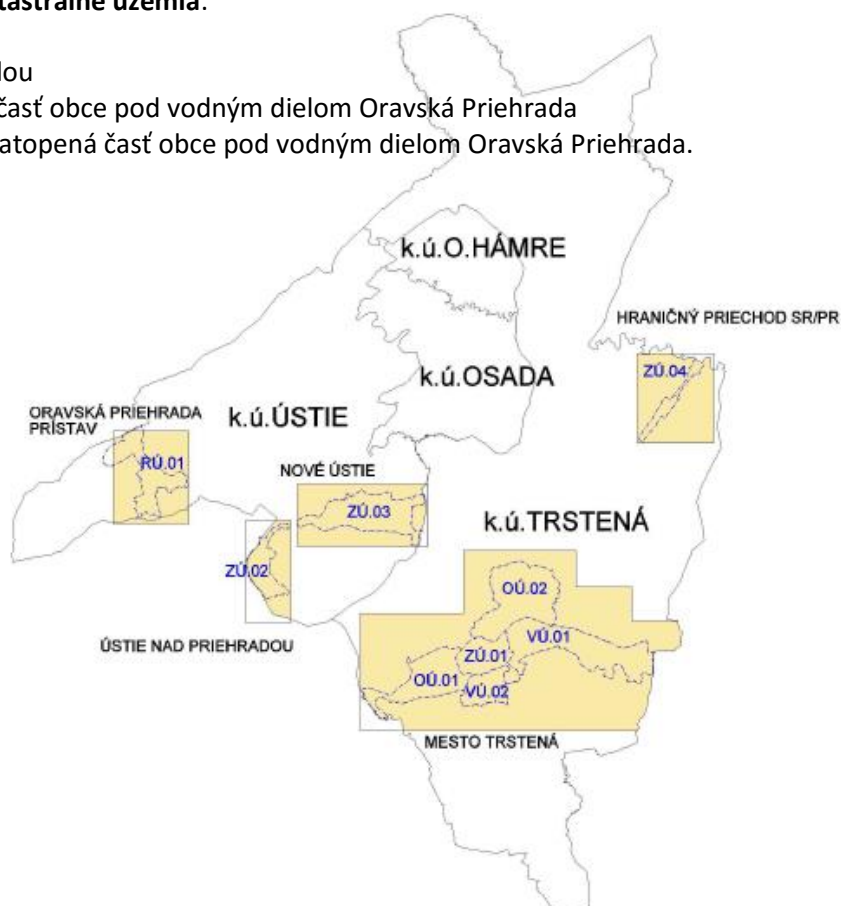 tastrálne územia:
dou
časť obce pod vodným dielom Oravská Priehrada
atopená časť obce pod vodným dielom Oravská Priehrada.
k.ú.O.HÁMRE
HRANIČNÝ PRIECHOD SR/PR
ZÚ.04
k.ú.OSADA
ORAVSKÁ PRIEHRADA
PRÍSTAV
k.ú.ÚSTIE
RÚ.01
NOVÉ ÚSTIE
ZÚ.03
k.ú.TRSTENÁ
ZÚ.02
OÚ.02
VÚ.01
ÚSTIE NAD PRIEHRADOU
ZÚ.01
OÚ.01
VÚ.02
MESTO TRSTENÁ